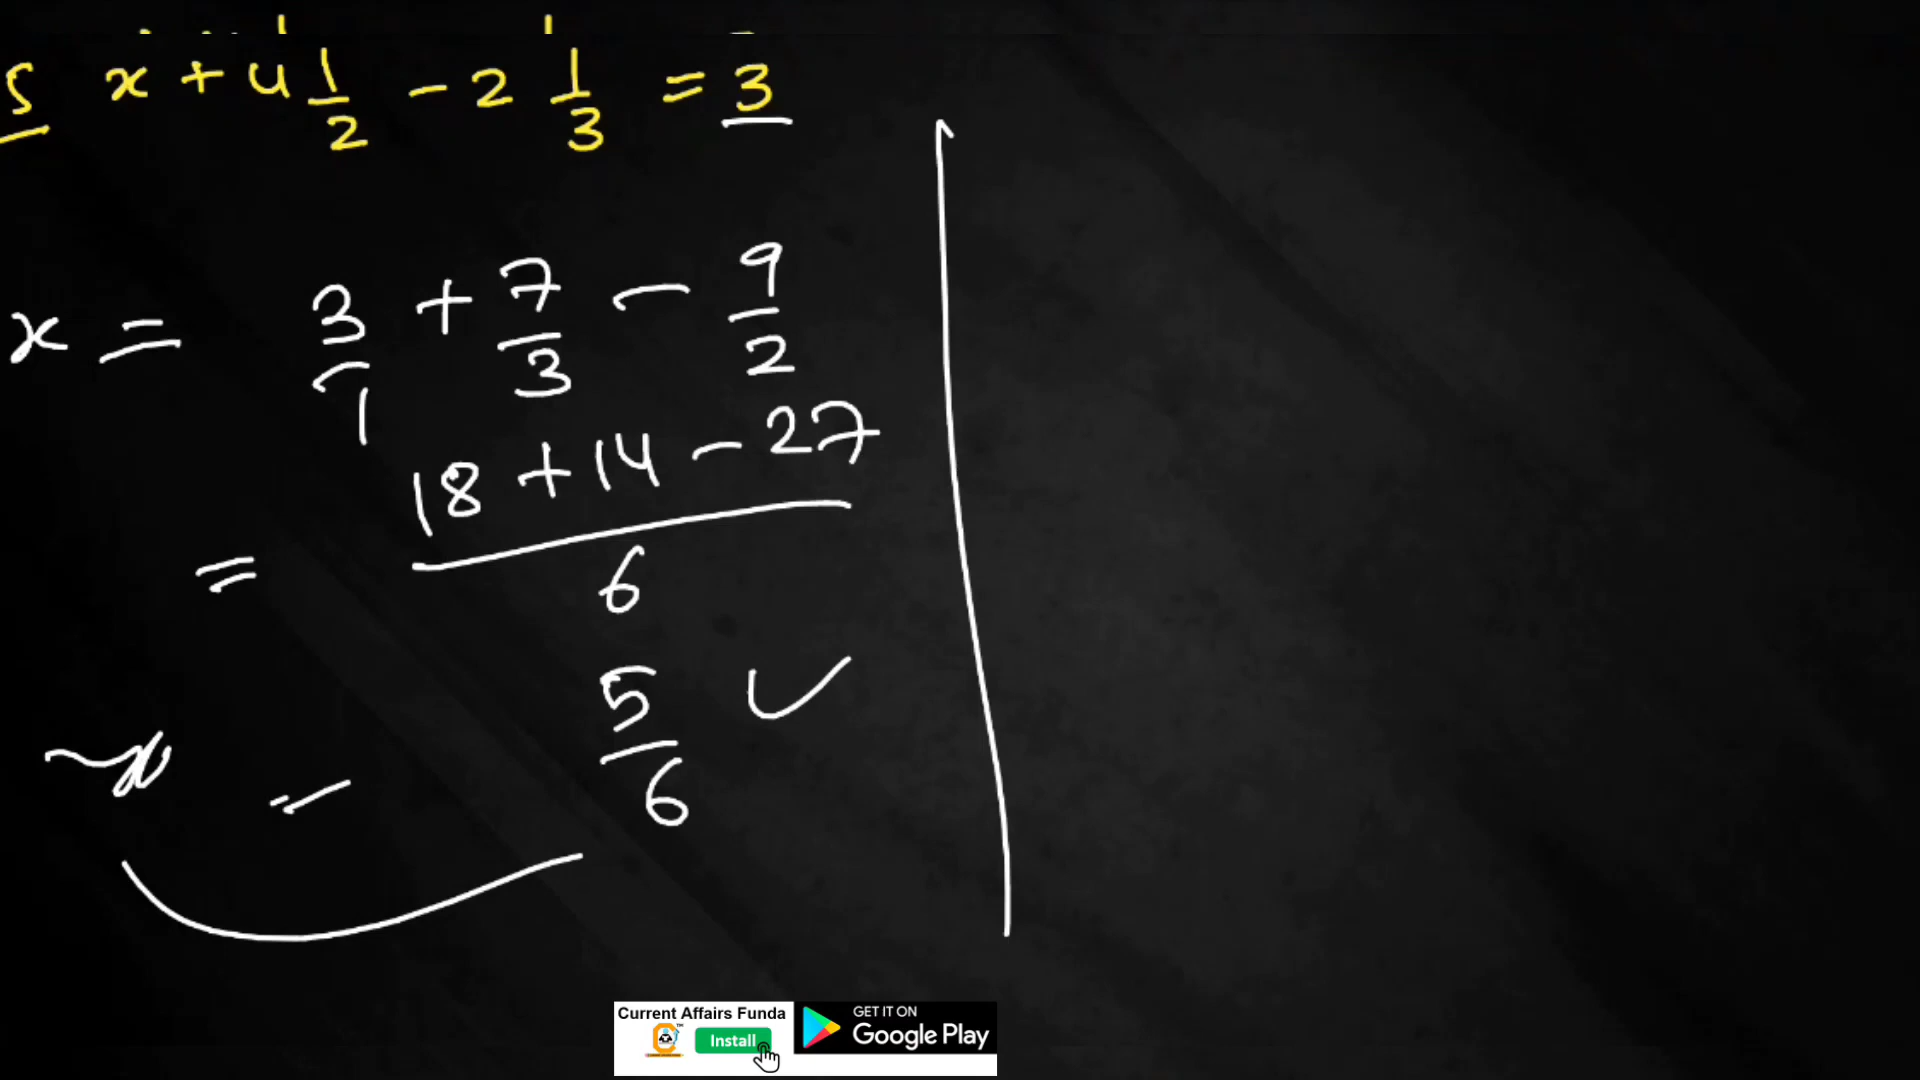 5 x + 4 1/2 - 2 1/3 = 3
x = 3/1 + 7/3 - 9/2
= 18 + 14 - 27 / 6
x = 5/6 ✓
Current Affairs Funda
Install
GET IT ON
Google Play